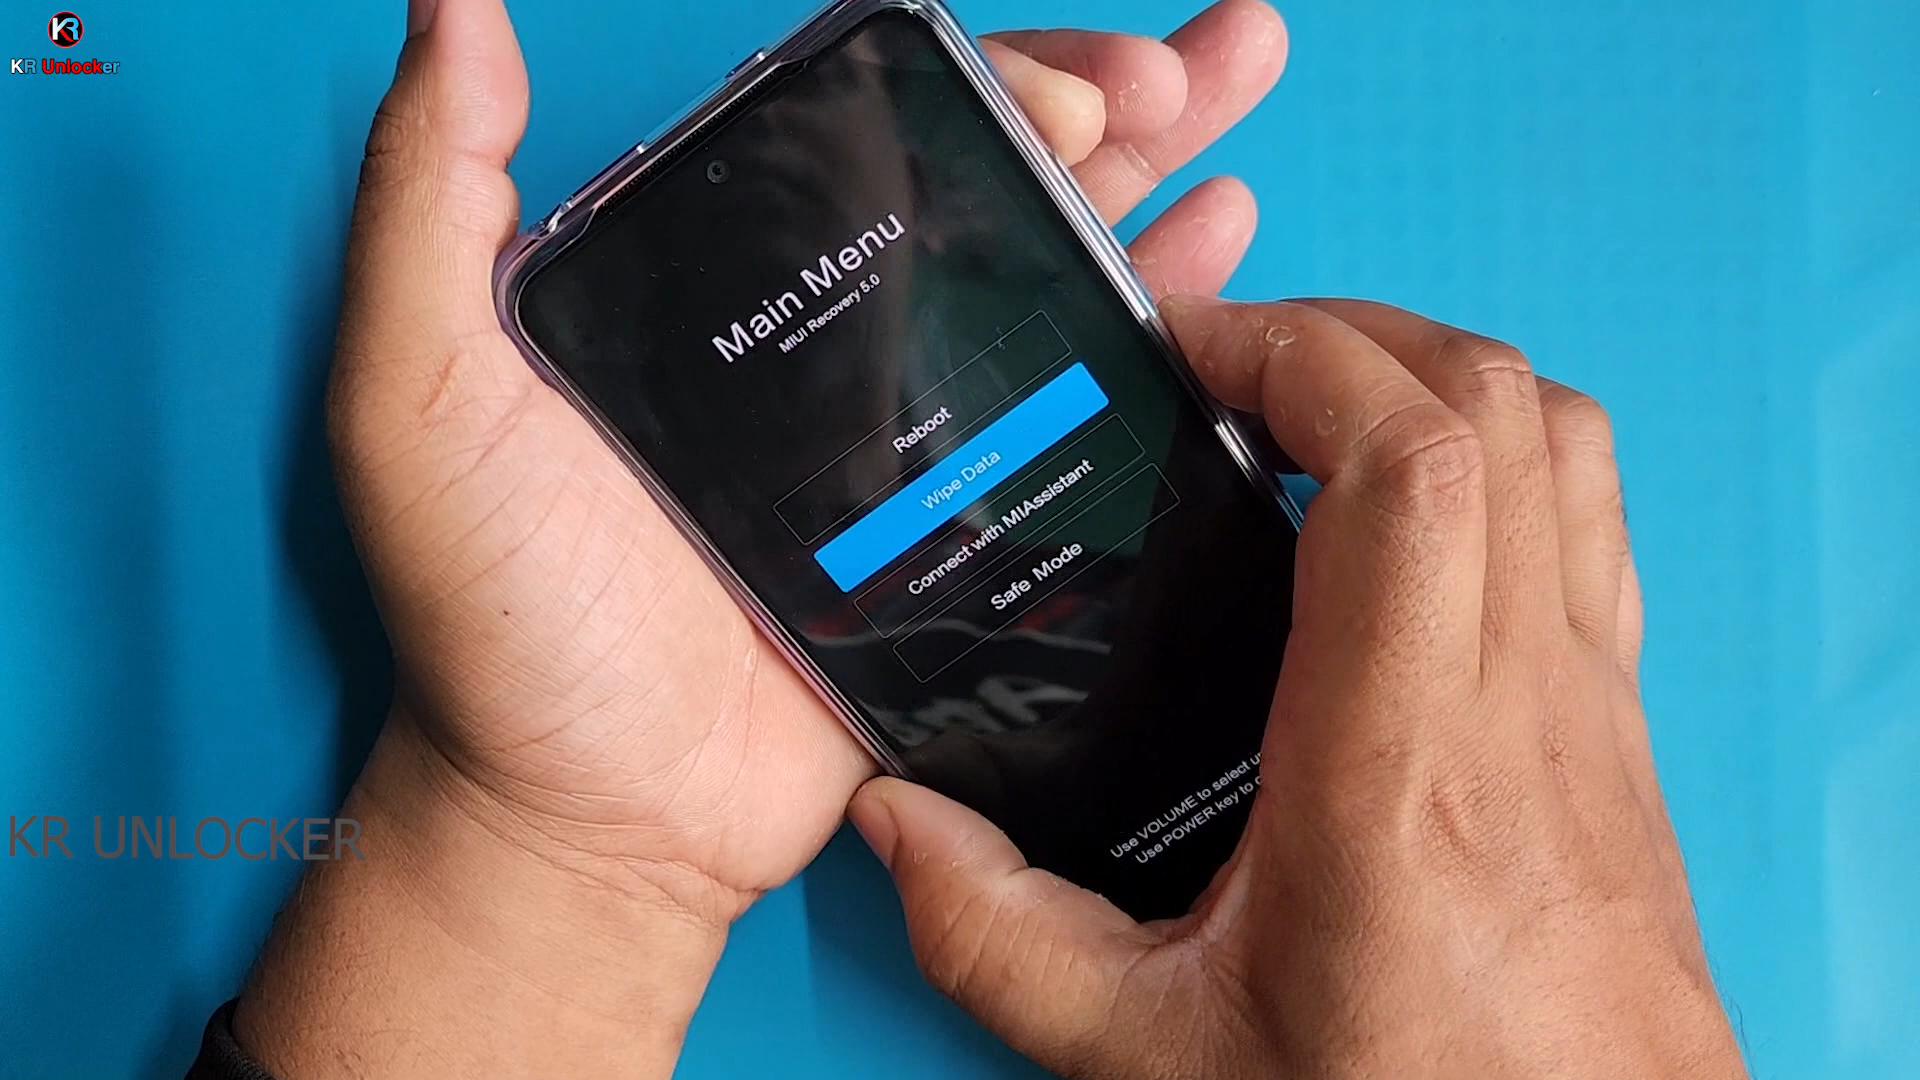 KR
KR Unlocker
Main Menu
MIUI Recovery 5.0
Reboot
Wipe Data
Connect with MIAssistant
Safe Mode
Use VOLUME to select
Use POWER key to
KR UNLOCKER